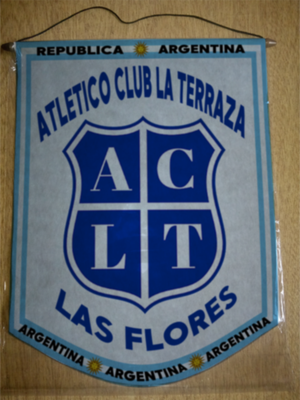 REPUBLICA ARGENTINA
ATLETICO CLUB LA TERRAZA
A C
L T
LAS FLORES
ARGENTINA ARGENTINA ARGENTINA